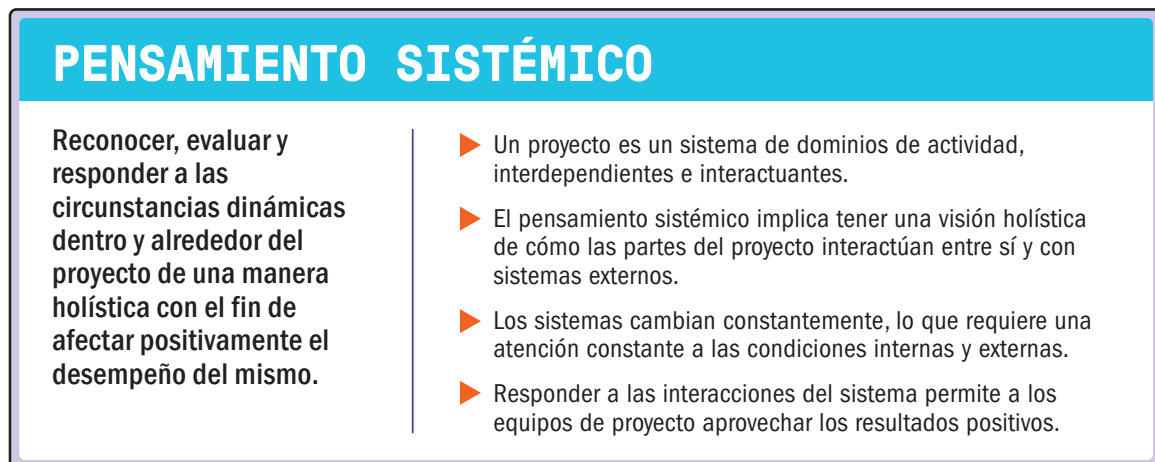 PENSAMIENTO SISTÉMICO
Reconocer, evaluar y
responder a las
circunstancias dinámicas
dentro y alrededor del
proyecto de una manera
holística con el fin de
afectar positivamente el
desempeño del mismo.
Un proyecto es un sistema de dominios de actividad,
interdependientes e interactuantes.
El pensamiento sistémico implica tener una visión holística
de cómo las partes del proyecto interactúan entre sí y con
sistemas externos.
Los sistemas cambian constantemente, lo que requiere una
atención constante a las condiciones internas y externas.
Responder a las interacciones del sistema permite a los
equipos de proyecto aprovechar los resultados positivos.